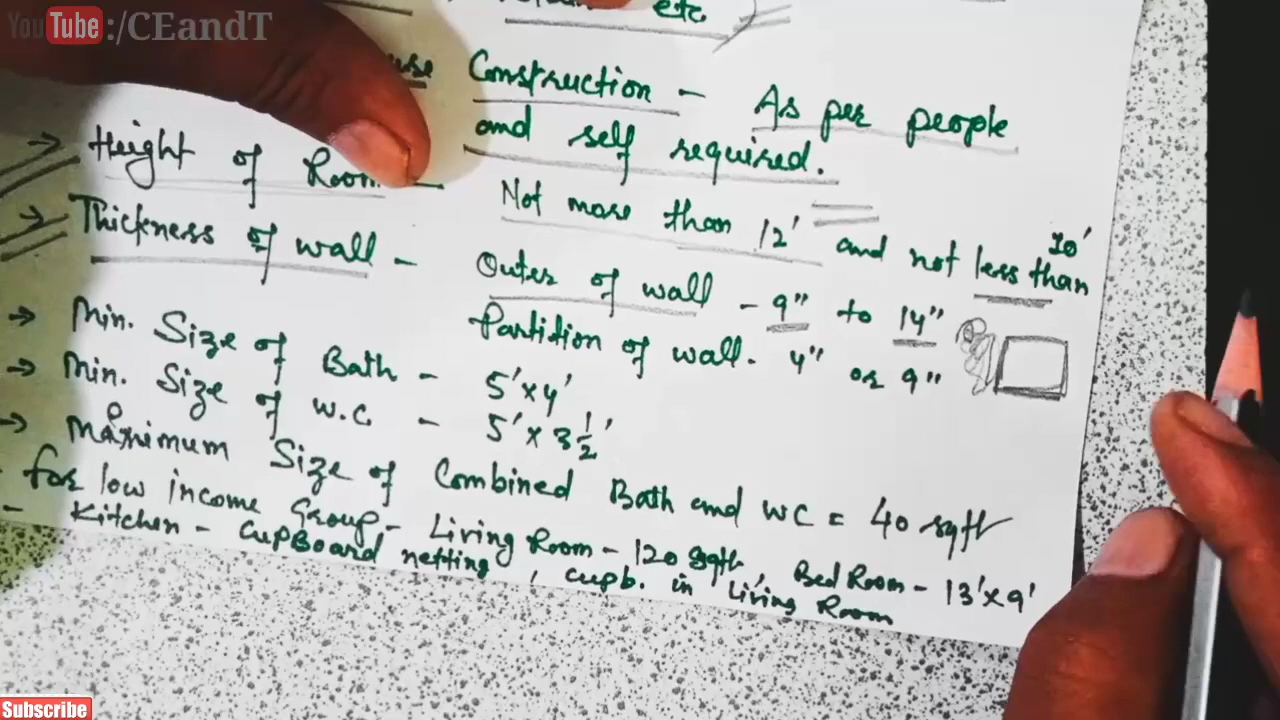 YouTube:/CEandT
etc
use Construction - As per people
and self required.
→ Height of Room - Not more than 12' and not less than 10'
→ Thickness of wall - Outer of wall - 9" to 14"
Partition of wall. 4" or 9"
→ Min. Size of Bath - 5'x4'
→ Min. Size of W.C - 5'x3 1/2'
→ Maximum Size of Combined Bath and WC = 40 sqft
- for low income Group - Living Room - 120 sqft, Bed Room - 13'x9'
- Kitchen - CupBoard netting, cupb. in Living Room
Subscribe